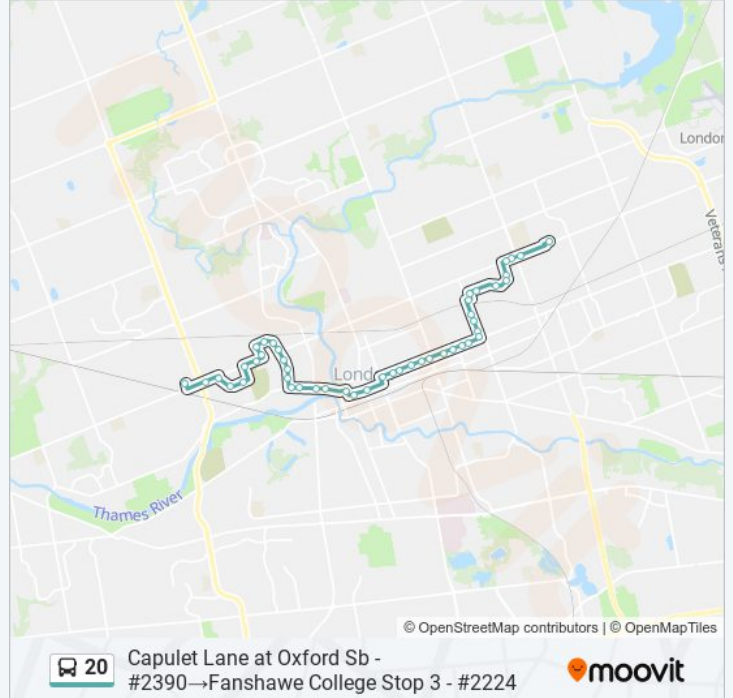 London
Veterans
Lond
Thames River
© OpenStreetMap contributors | © OpenMapTiles
20
Capulet Lane at Oxford Sb -
#2390→Fanshawe College Stop 3 - #2224
moovit